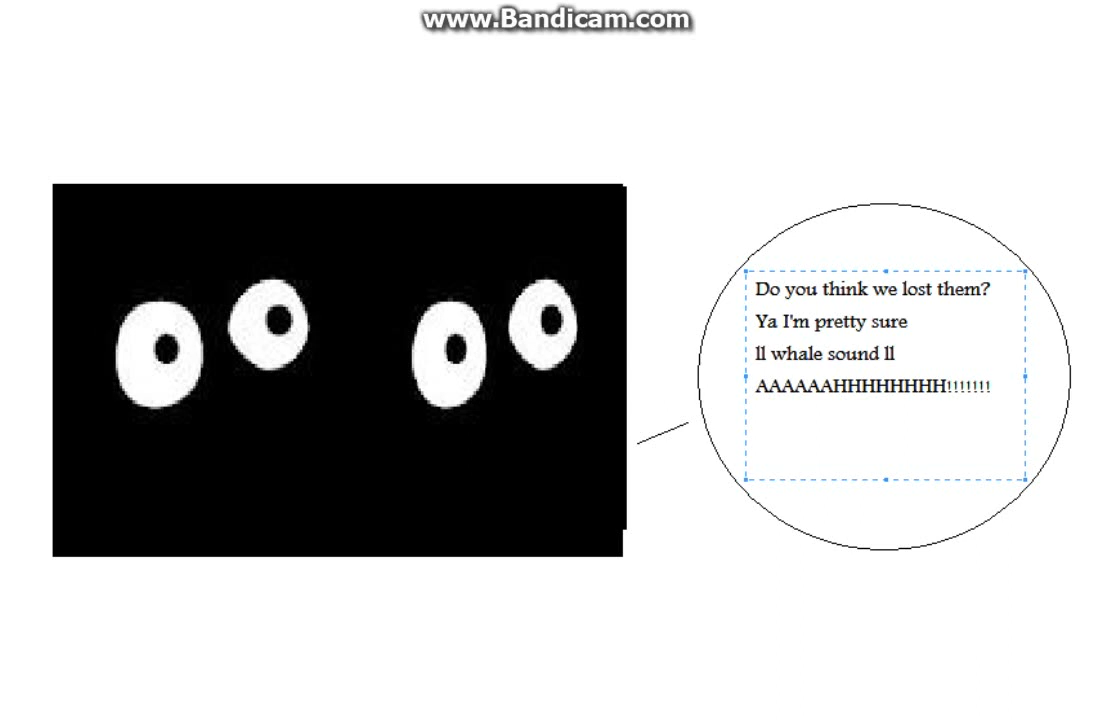 www.Bandicam.com
Do you think we lost them?
Ya I'm pretty sure
ll whale sound ll
AAAAAAHHHHHHHH!!!!!!!